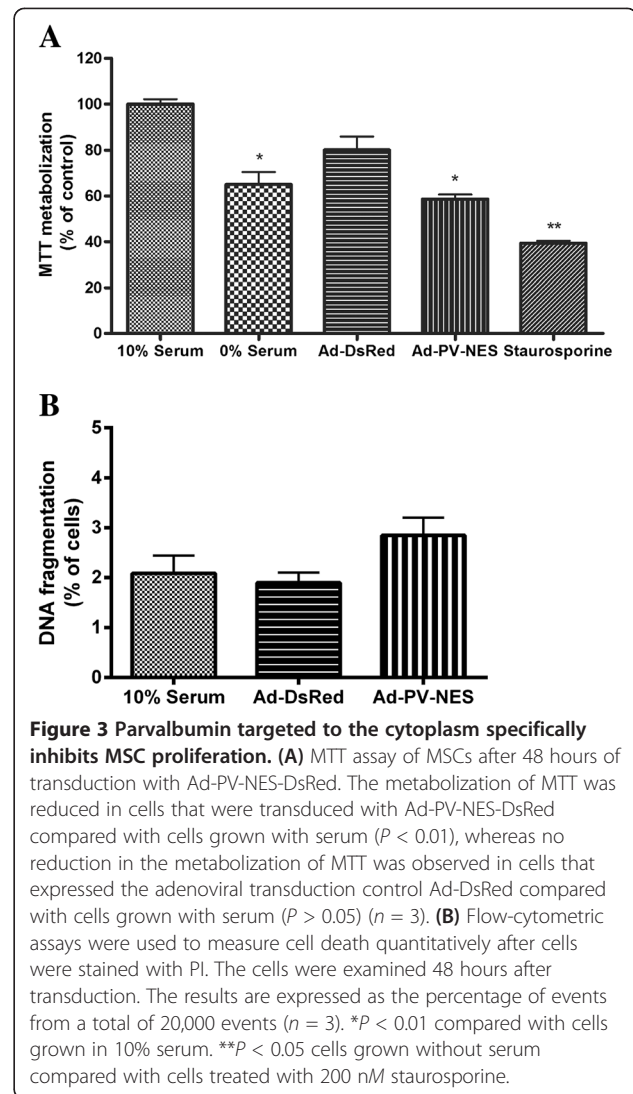 A
MTT metabolization
(% of control)
120
100
80
60
40
20
0
*
*
**
10% Serum 0% Serum Ad-DsRed Ad-PV-NES Staurosporine
B
DNA fragmentation
(% of cells)
5
4
3
2
1
0
10% Serum Ad-DsRed Ad-PV-NES
Figure 3 Parvalbumin targeted to the cytoplasm specifically
inhibits MSC proliferation. (A) MTT assay of MSCs after 48 hours of
transduction with Ad-PV-NES-DsRed. The metabolization of MTT was
reduced in cells that were transduced with Ad-PV-NES-DsRed
compared with cells grown with serum (P < 0.01), whereas no
reduction in the metabolization of MTT was observed in cells that
expressed the adenoviral transduction control Ad-DsRed compared
with cells grown with serum (P > 0.05) (n = 3). (B) Flow-cytometric
assays were used to measure cell death quantitatively after cells
were stained with PI. The cells were examined 48 hours after
transduction. The results are expressed as the percentage of events
from a total of 20,000 events (n = 3). *P < 0.01 compared with cells
grown in 10% serum. **P < 0.05 cells grown without serum
compared with cells treated with 200 nM staurosporine.